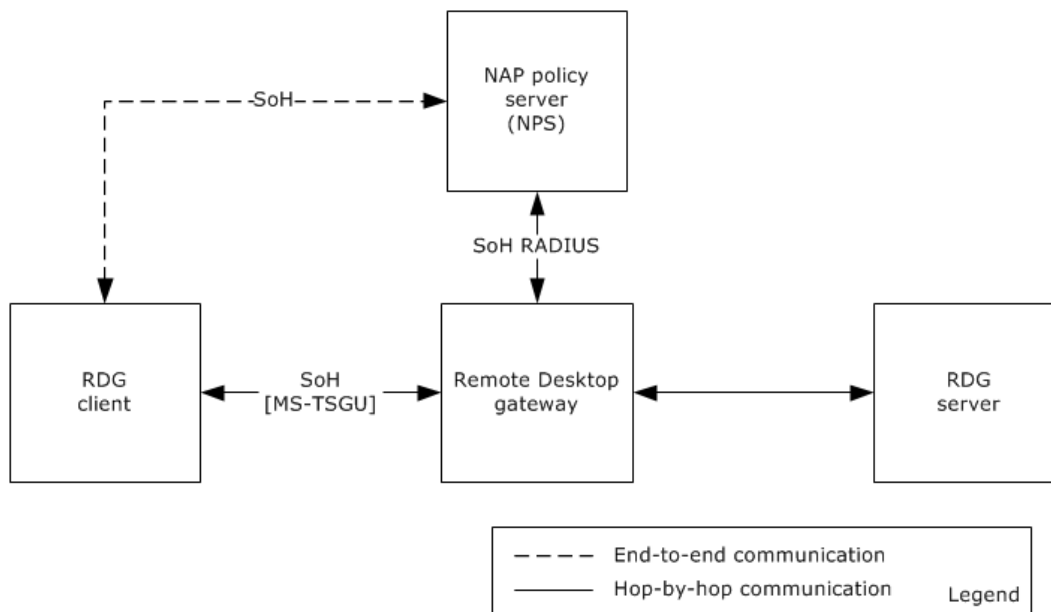 NAP policy
server
(NPS)
SoH
SoH RADIUS
RDG
client
SoH
[MS-TSGU]
Remote Desktop
gateway
RDG
server
End-to-end communication
Hop-by-hop communication
Legend